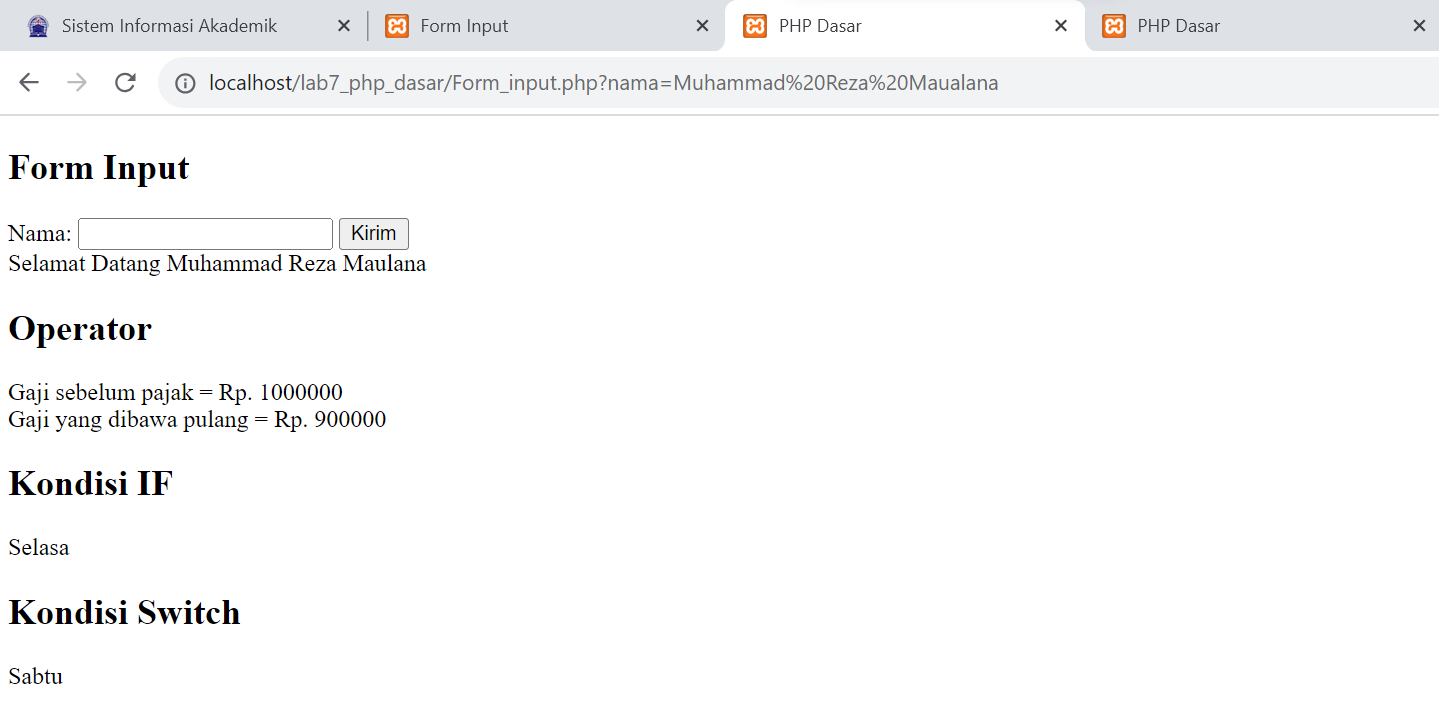 Sistem Informasi Akademik
Form Input
PHP Dasar
PHP Dasar
localhost/lab7_php_dasar/Form_input.php?nama=Muhammad%20Reza%20Maualana
Form Input
Nama: Kirim
Selamat Datang Muhammad Reza Maulana
Operator
Gaji sebelum pajak = Rp. 1000000
Gaji yang dibawa pulang = Rp. 900000
Kondisi IF
Selasa
Kondisi Switch
Sabtu